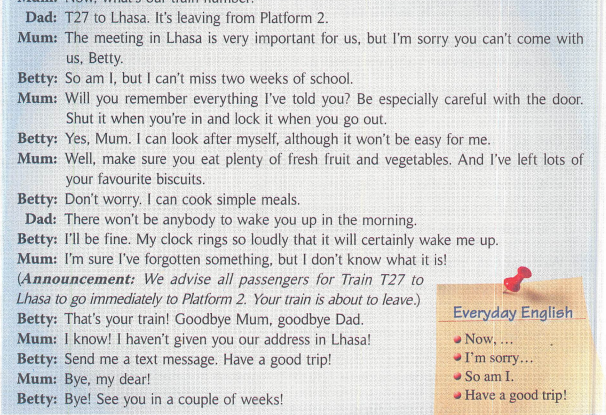 Mum: Now, what's our train number?
Dad: T27 to Lhasa. It's leaving from Platform 2.
Mum: The meeting in Lhasa is very important for us, but I'm sorry you can't come with
us, Betty.
Betty: So am I, but I can't miss two weeks of school.
Mum: Will you remember everything I've told you? Be especially careful with the door.
Shut it when you're in and lock it when you go out.
Betty: Yes, Mum. I can look after myself, although it won't be easy for me.
Mum: Well, make sure you eat plenty of fresh fruit and vegetables. And I've left lots of
your favourite biscuits.
Betty: Don't worry. I can cook simple meals.
Dad: There won't be anybody to wake you up in the morning.
Betty: I'll be fine. My clock rings so loudly that it will certainly wake me up.
Mum: I'm sure I've forgotten something, but I don't know what it is!
(Announcement: We advise all passengers for Train T27 to
Lhasa to go immediately to Platform 2. Your train is about to leave.)
Betty: That's your train! Goodbye Mum, goodbye Dad.
Mum: I know! I haven't given you our address in Lhasa!
Betty: Send me a text message. Have a good trip!
Mum: Bye, my dear!
Betty: Bye! See you in a couple of weeks!
Everyday English
Now, ...
I'm sorry...
So am I.
Have a good trip!